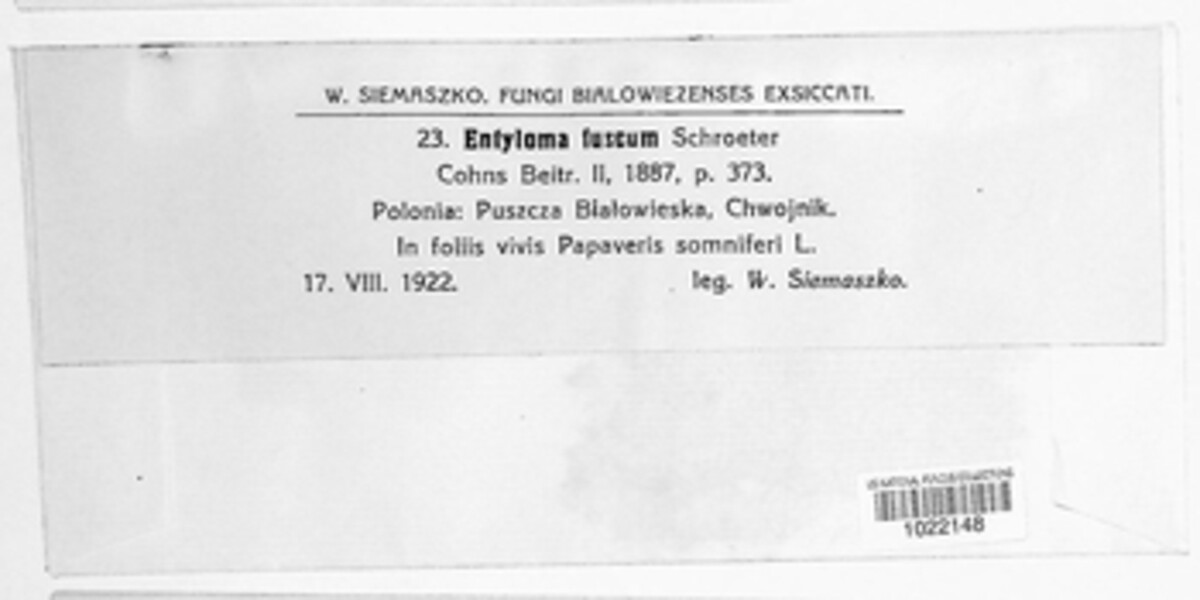 W. SIEMASZKO. FUNGI BIALOWIEZENSES EXSICCATI.
23. Entyloma fuscum Schroeter
Cohns Beitr. II, 1887, p. 373.
Polonia: Puszcza Białowieska, Chwojnik.
In foliis vivis Papaveris somniferi L.
17. VIII. 1922. leg. W. Siemaszko.
1022148